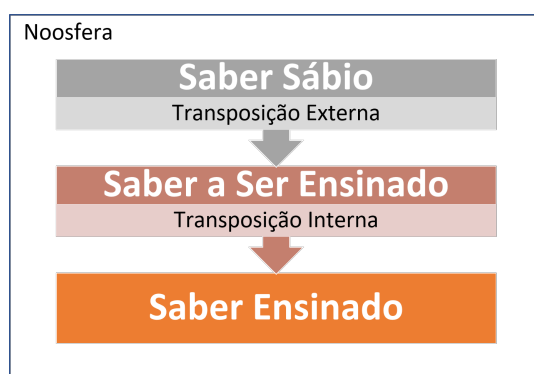 Noosfera
Saber Sábio
Transposição Externa
Saber a Ser Ensinado
Transposição Interna
Saber Ensinado